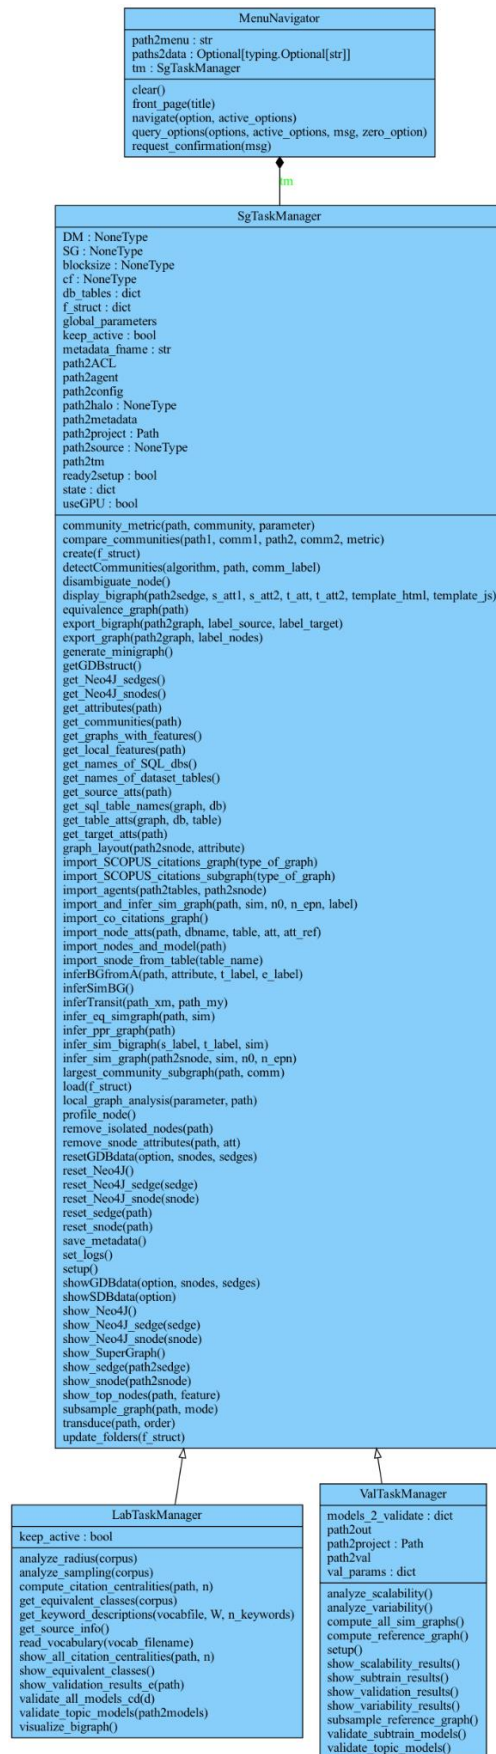 MenuNavigator
path2menu : str
paths2data : Optional[typing.Optional[str]]
tm : SgTaskManager
clear()
front_page(title)
navigate(option, active_options)
query_options(options, active_options, msg, zero_option)
request_confirmation(msg)
tm
SgTaskManager
DM : NoneType
SG : NoneType
blocksize : NoneType
cf : NoneType
db_tables : dict
f_struct : dict
global_parameters
keep_active : bool
metadata_fname : str
path2ACL
path2agent
path2config
path2halo : NoneType
path2metadata
path2project : Path
path2source : NoneType
path2tm
ready2setup : bool
state : dict
useGPU : bool
community_metric(path, community, parameter)
compare_communities(path1, comm1, path2, comm2, metric)
create(f_struct)
detectCommunities(algorithm, path, comm_label)
disambiguate_node()
display_bigraph(path2sedge, s_att1, s_att2, t_att, t_att2, template_html, template_js)
equivalence_graph(path)
export_bigraph(path2graph, label_source, label_target)
export_graph(path2graph, label_nodes)
generate_minigraph()
getGDBstruct()
get_Neo4J_sedges()
get_Neo4J_snodes()
get_attributes(path)
get_communities(path)
get_graphs_with_features()
get_local_features(path)
get_names_of_SQL_dbs()
get_names_of_dataset_tables()
get_source_atts(path)
get_sql_table_names(graph, db)
get_table_atts(graph, db, table)
get_target_atts(path)
graph_layout(path2snode, attribute)
import_SCOPUS_citations_graph(type_of_graph)
import_SCOPUS_citations_subgraph(type_of_graph)
import_agents(path2tables, path2snode)
import_and_infer_sim_graph(path, sim, n0, n_epn, label)
import_co_citations_graph()
import_node_atts(path, dbname, table, att, att_ref)
import_nodes_and_model(path)
import_snode_from_table(table_name)
inferBGfromA(path, attribute, t_label, e_label)
inferSimBG()
inferTransit(path_xm, path_my)
infer_eq_simgraph(path, sim)
infer_ppr_graph(path)
infer_sim_bigraph(s_label, t_label, sim)
infer_sim_graph(path2snode, sim, n0, n_epn)
largest_community_subgraph(path, comm)
load(f_struct)
local_graph_analysis(parameter, path)
profile_node()
remove_isolated_nodes(path)
remove_snode_attributes(path, att)
resetGDBdata(option, snodes, sedges)
reset_Neo4J()
reset_Neo4J_sedge(sedge)
reset_Neo4J_snode(snode)
reset_sedge(path)
reset_snode(path)
save_metadata()
set_logs()
setup()
showGDBdata(option, snodes, sedges)
showSDBdata(option)
show_Neo4J()
show_Neo4J_sedge(sedge)
show_Neo4J_snode(snode)
show_SuperGraph()
show_sedge(path2sedge)
show_snode(path2snode)
show_top_nodes(path, feature)
subsample_graph(path, mode)
transduce(path, order)
update_folders(f_struct)
LabTaskManager
keep_active : bool
analyze_radius(corpus)
analyze_sampling(corpus)
compute_citation_centralities(path, n)
get_equivalent_classes(corpus)
get_keyword_descriptions(vocabfile, W, n_keywords)
get_source_info()
read_vocabulary(vocab_filename)
show_all_citation_centralities(path, n)
show_equivalent_classes()
show_validation_results_e(path)
validate_all_models_cd(d)
validate_topic_models(path2models)
visualize_bigraph()
ValTaskManager
models_2_validate : dict
path2out
path2project : Path
path2val
val_params : dict
analyze_scalability()
analyze_variability()
compute_all_sim_graphs()
compute_reference_graph()
setup()
show_scalability_results()
show_subtrain_results()
show_validation_results()
show_variability_results()
subsample_reference_graph()
validate_subtrain_models()
validate_topic_models()